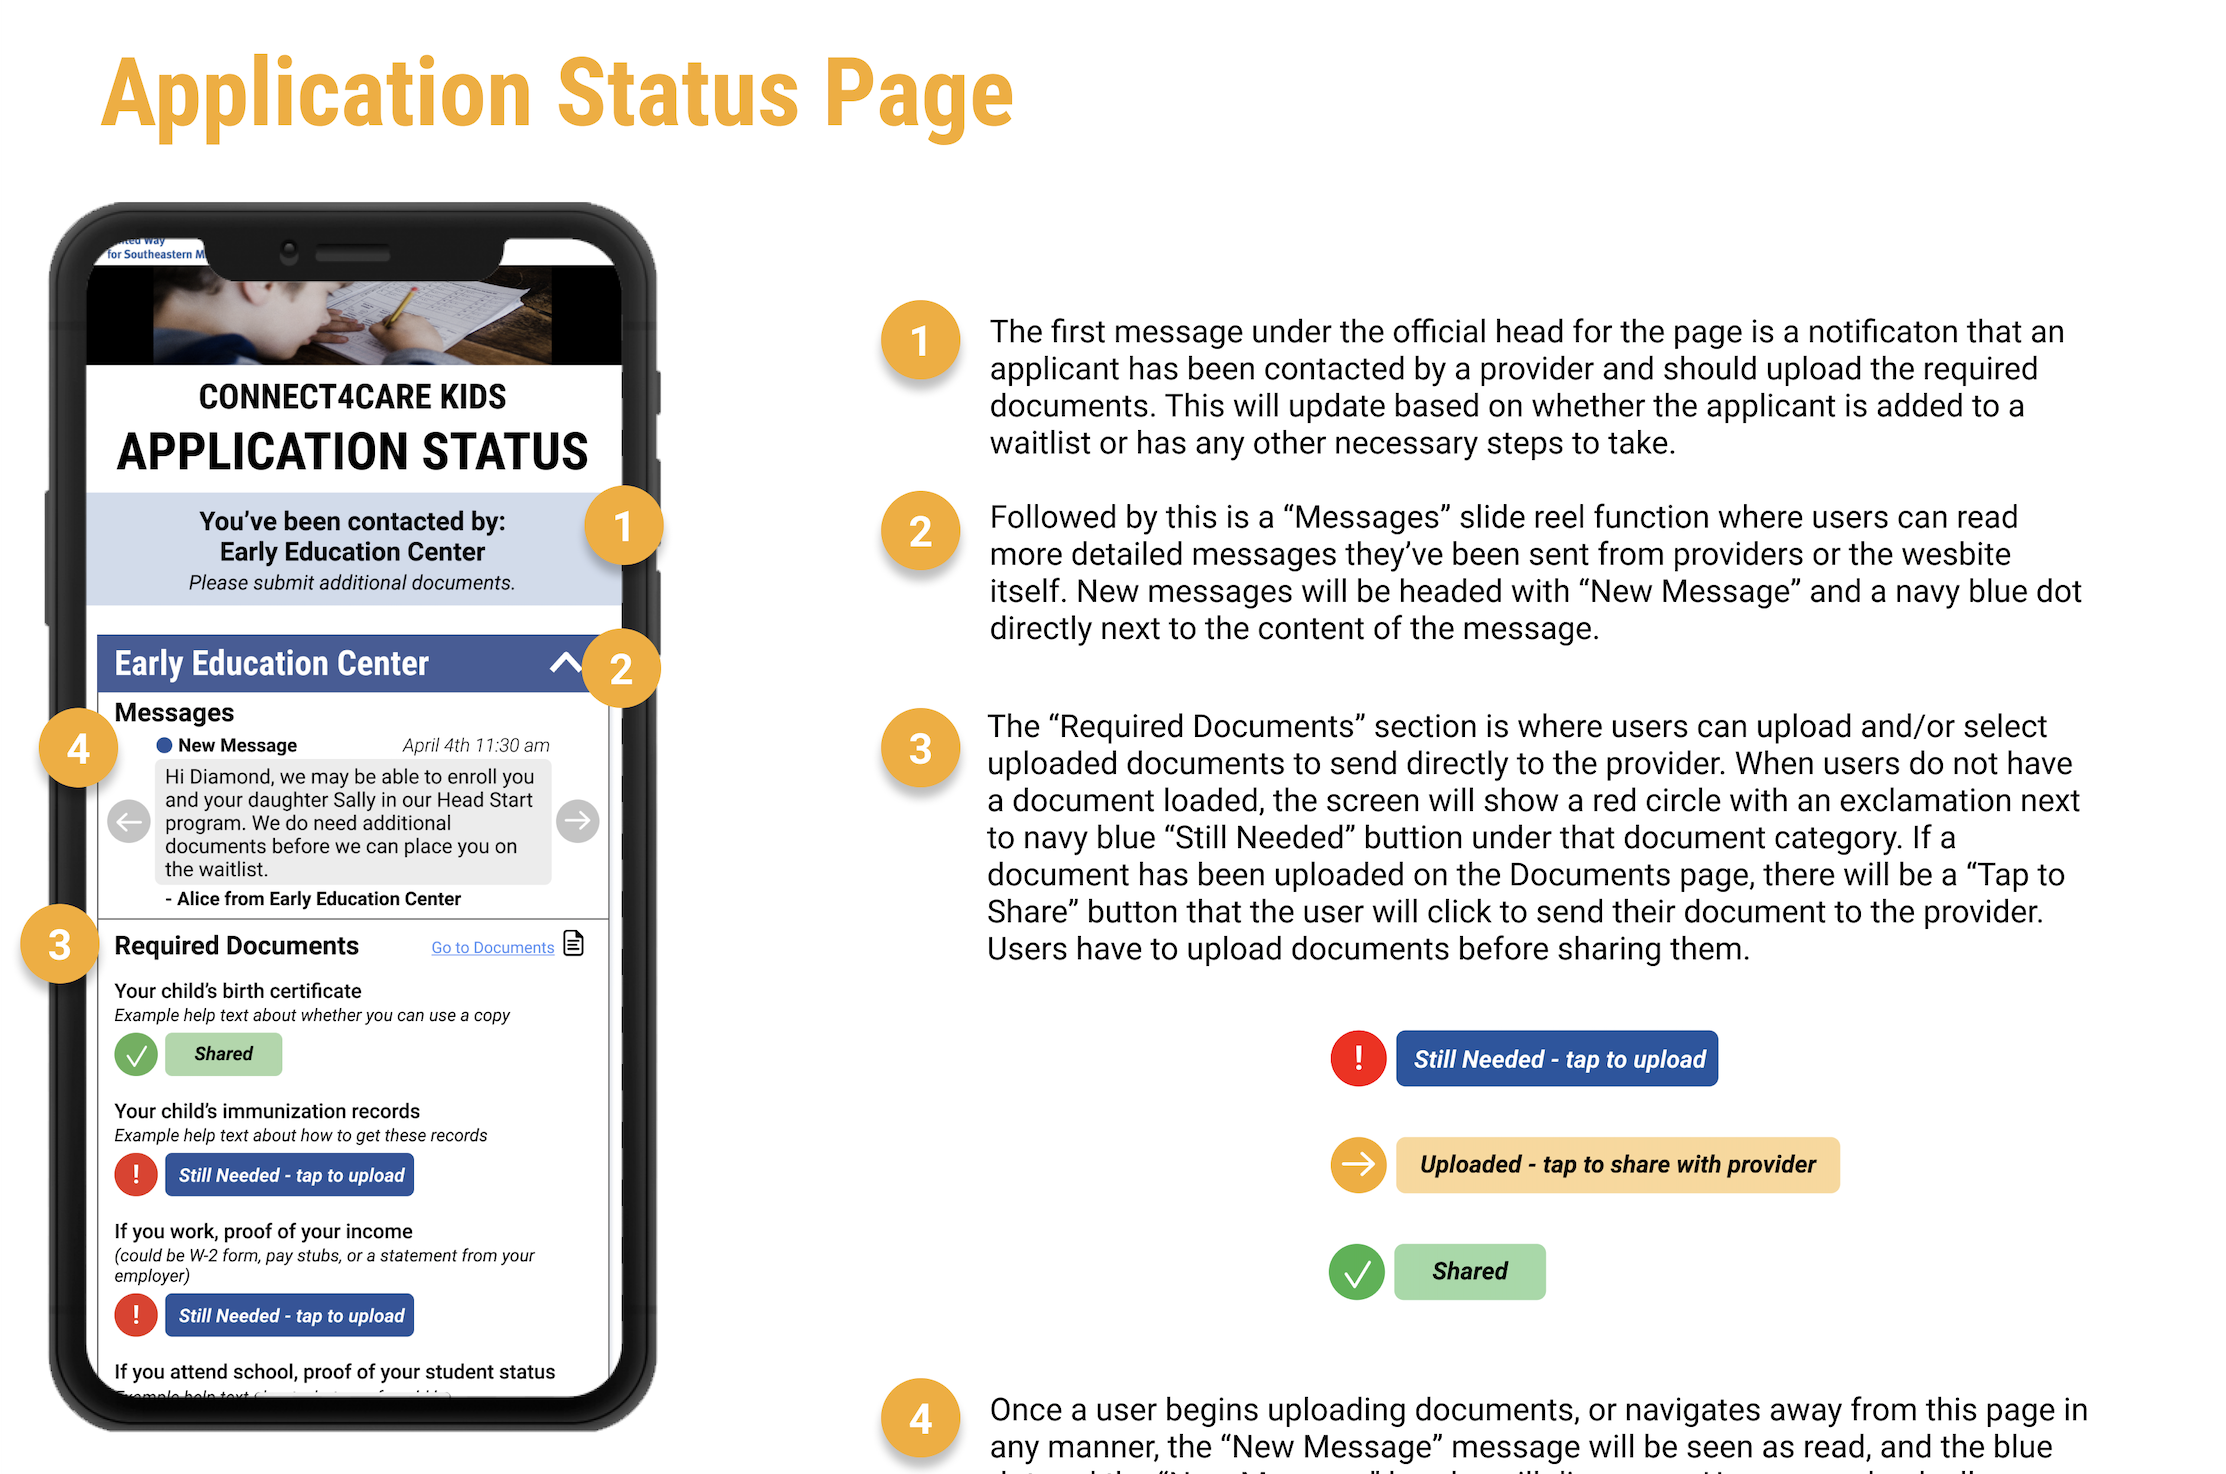 Application Status Page
for Southeastern
CONNECT4CARE KIDS
APPLICATION STATUS
You've been contacted by:
Early Education Center
Please submit additional documents.
1
Early Education Center
2
Messages
4
New Message
April 4th 11:30 am
Hi Diamond, we may be able to enroll you
and your daughter Sally in our Head Start
program. We do need additional
documents before we can place you on
the waitlist.
- Alice from Early Education Center
3
Required Documents
Go to Documents
Your child's birth certificate
Example help text about whether you can use a copy
Shared
Your child's immunization records
Example help text about how to get these records
!
Still Needed - tap to upload
If you work, proof of your income
(could be W-2 form, pay stubs, or a statement from your
employer)
!
Still Needed - tap to upload
If you attend school, proof of your student status
1
The first message under the official head for the page is a notificaton that an
applicant has been contacted by a provider and should upload the required
documents. This will update based on whether the applicant is added to a
waitlist or has any other necessary steps to take.
2
Followed by this is a “Messages” slide reel function where users can read
more detailed messages they’ve been sent from providers or the wesbite
itself. New messages will be headed with “New Message” and a navy blue dot
directly next to the content of the message.
3
The “Required Documents” section is where users can upload and/or select
uploaded documents to send directly to the provider. When users do not have
a document loaded, the screen will show a red circle with an exclamation next
to navy blue “Still Needed” buttion under that document category. If a
document has been uploaded on the Documents page, there will be a “Tap to
Share” button that the user will click to send their document to the provider.
Users have to upload documents before sharing them.
!
Still Needed - tap to upload
Uploaded - tap to share with provider
Shared
4
Once a user begins uploading documents, or navigates away from this page in
any manner, the “New Message” message will be seen as read, and the blue